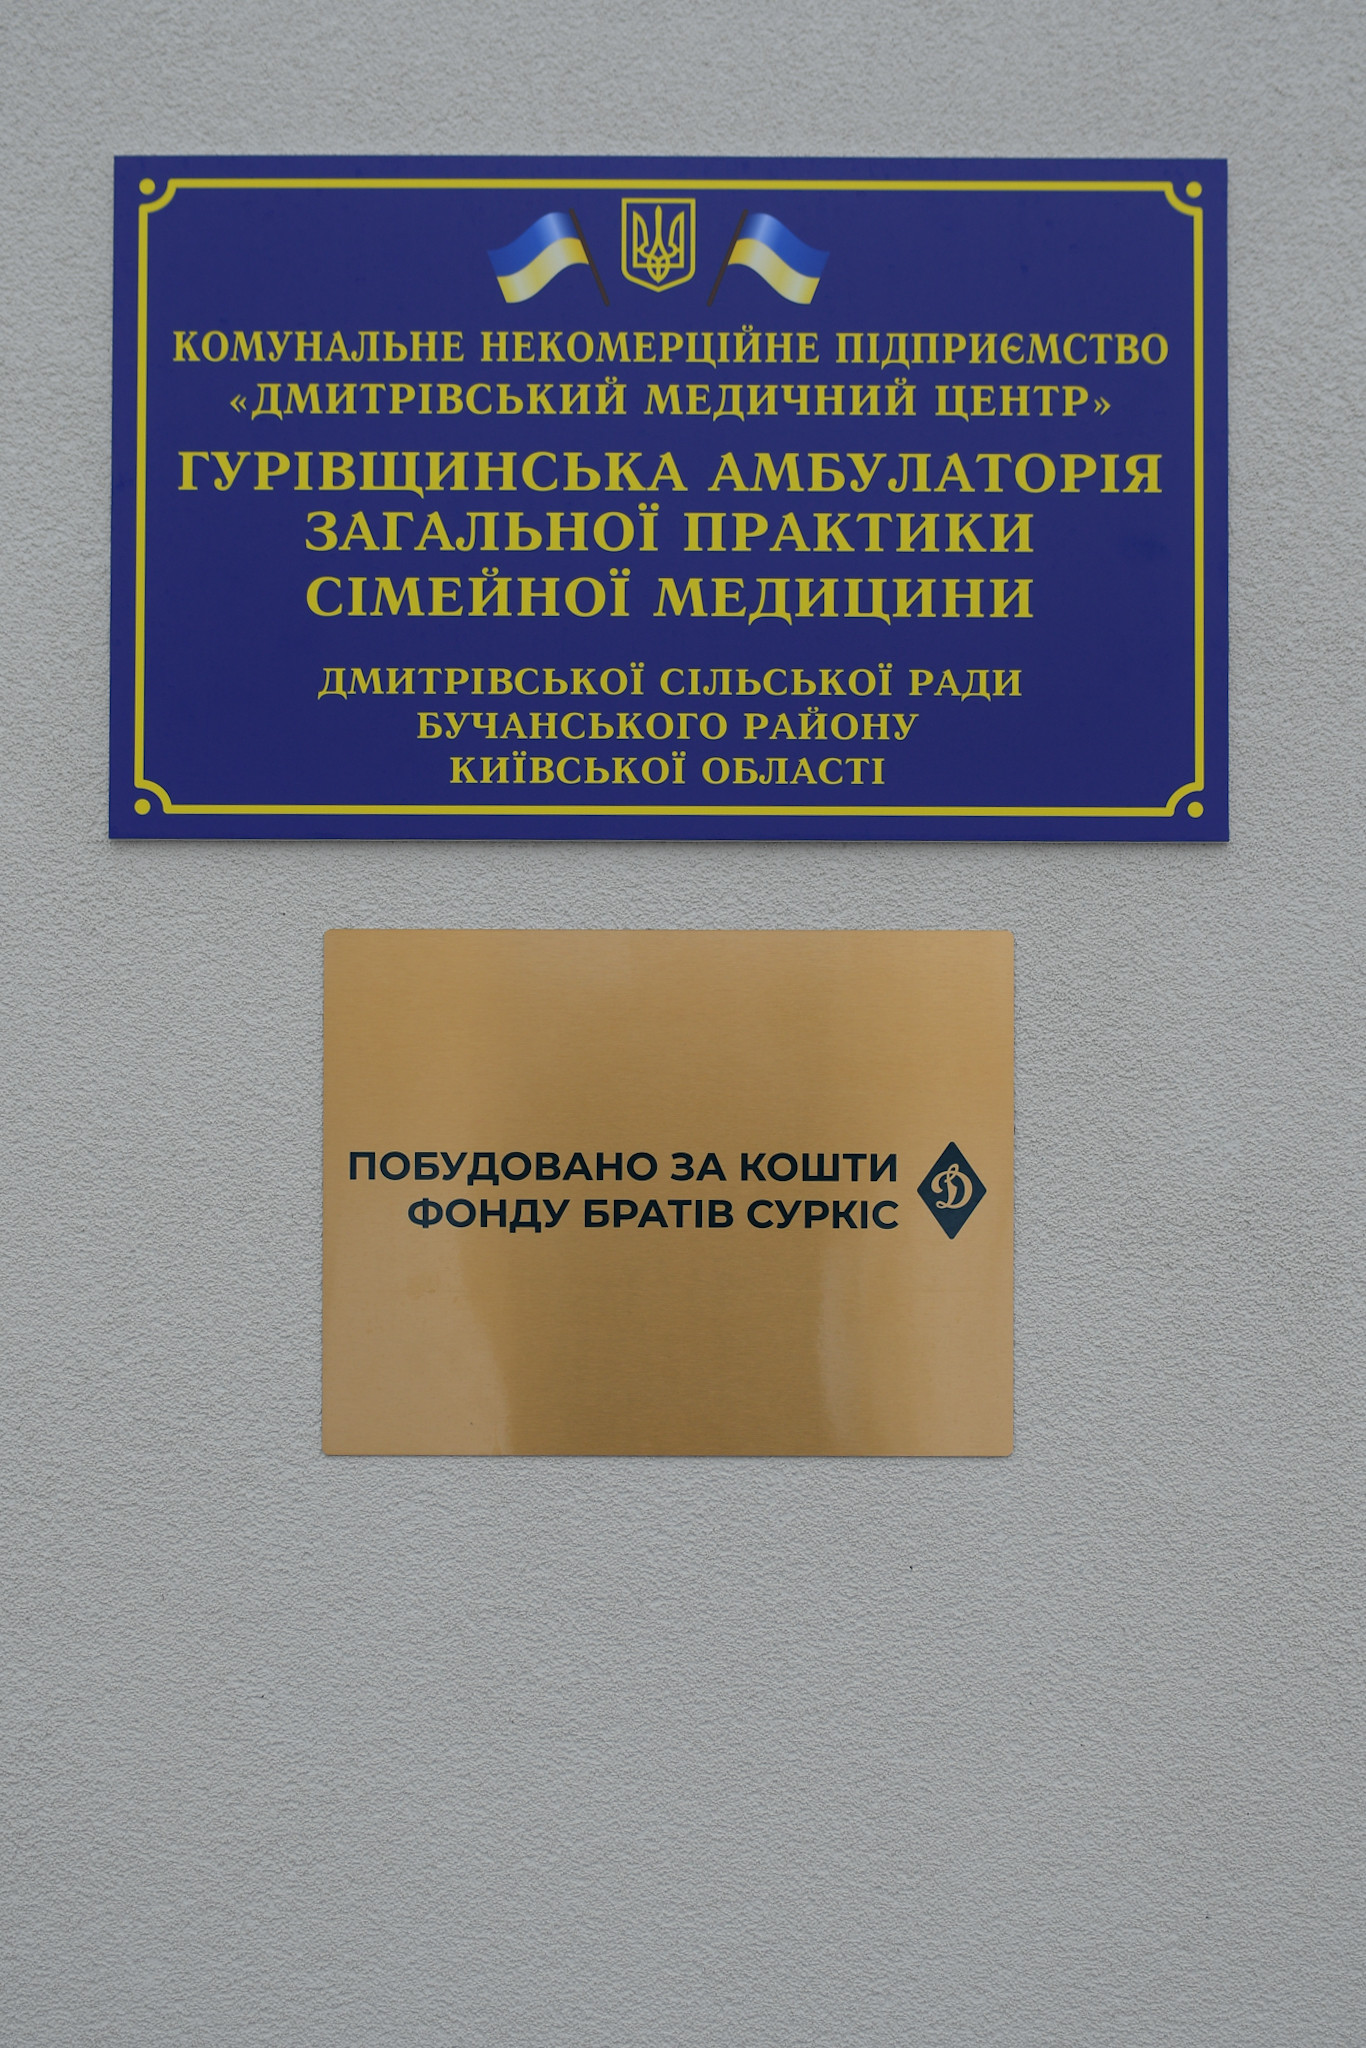 КОМУНАЛЬНЕ НЕКОМЕРЦІЙНЕ ПІДПРИЄМСТВО
«ДМИТРІВСЬКИЙ МЕДИЧНИЙ ЦЕНТР»
ГУРІВЩИНСЬКА АМБУЛАТОРІЯ
ЗАГАЛЬНОЇ ПРАКТИКИ
СІМЕЙНОЇ МЕДИЦИНИ
ДМИТРІВСЬКОЇ СІЛЬСЬКОЇ РАДИ
БУЧАНСЬКОГО РАЙОНУ
КИЇВСЬКОЇ ОБЛАСТІ
ПОБУДОВАНО ЗА КОШТИ
ФОНДУ БРАТІВ СУРКІС
Д